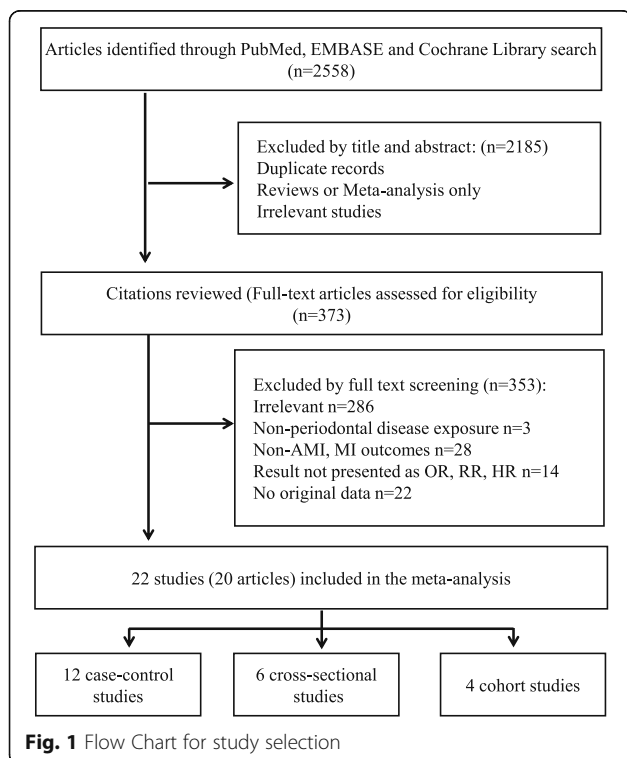 Articles identified through PubMed, EMBASE and Cochrane Library search
(n=2558)
Excluded by title and abstract: (n=2185)
Duplicate records
Reviews or Meta-analysis only
Irrelevant studies
Citations reviewed (Full-text articles assessed for eligibility
(n=373)
Excluded by full text screening (n=353):
Irrelevant n=286
Non-periodontal disease exposure n=3
Non-AMI, MI outcomes n=28
Result not presented as OR, RR, HR n=14
No original data n=22
22 studies (20 articles) included in the meta-analysis
12 case-control
studies
6 cross-sectional
studies
4 cohort studies
Fig. 1 Flow Chart for study selection